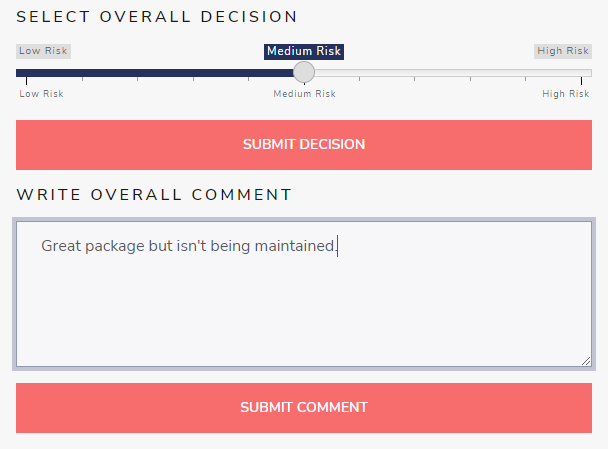 SELECT OVERALL DECISION
Low Risk Medium Risk High Risk
Low Risk Medium Risk High Risk
SUBMIT DECISION
WRITE OVERALL COMMENT
Great package but isn't being maintained.
SUBMIT COMMENT